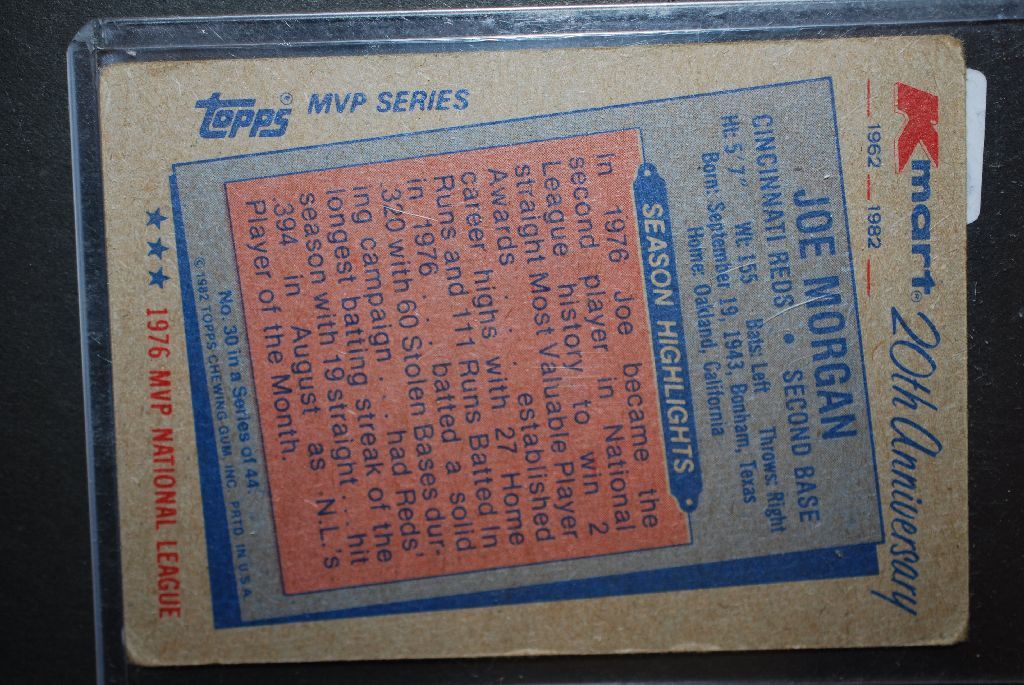 Kmart® 20th Anniversary
1962 — 1982
JOE MORGAN
CINCINNATI REDS • SECOND BASE
Ht: 5'7" Wt: 155 Bats: Left Throws: Right
Born: September 19, 1943, Bonham, Texas
Home: Oakland, California
SEASON HIGHLIGHTS
In 1976 Joe became the
second player in National
League history to win 2
straight Most Valuable Player
Awards . . . established
career highs with 27 Home
Runs and 111 Runs Batted In
in 1976 . . . batted a solid
.320 with 60 Stolen Bases dur-
ing campaign . . . had Reds'
longest batting streak of the
season with 19 straight . . . hit
.394 in August as N.L.'s
Player of the Month.
No. 30 in a Series of 44
© 1982 TOPPS CHEWING GUM, INC. PRTD. IN U.S.A.
topps® MVP SERIES
★★★ 1976 MVP NATIONAL LEAGUE